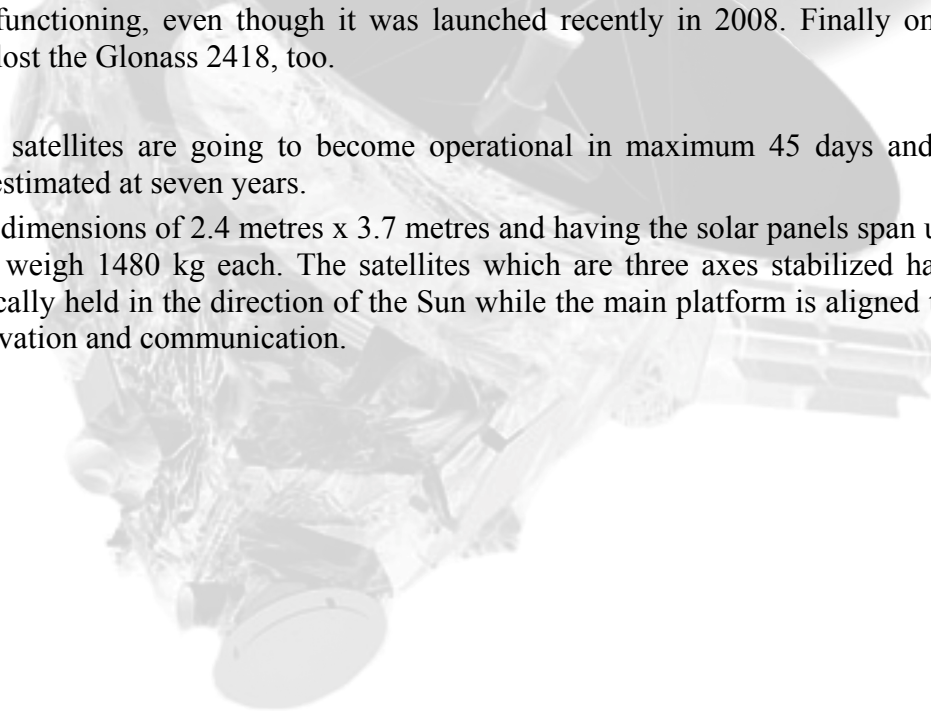 functioning, even though it was launched recently in 2008. Finally on
lost the Glonass 2418, too.
satellites are going to become operational in maximum 45 days and
estimated at seven years.
dimensions of 2.4 metres x 3.7 metres and having the solar panels span
weigh 1480 kg each. The satellites which are three axes stabilized
held in the direction of the Sun while the main platform is aligned
and communication.